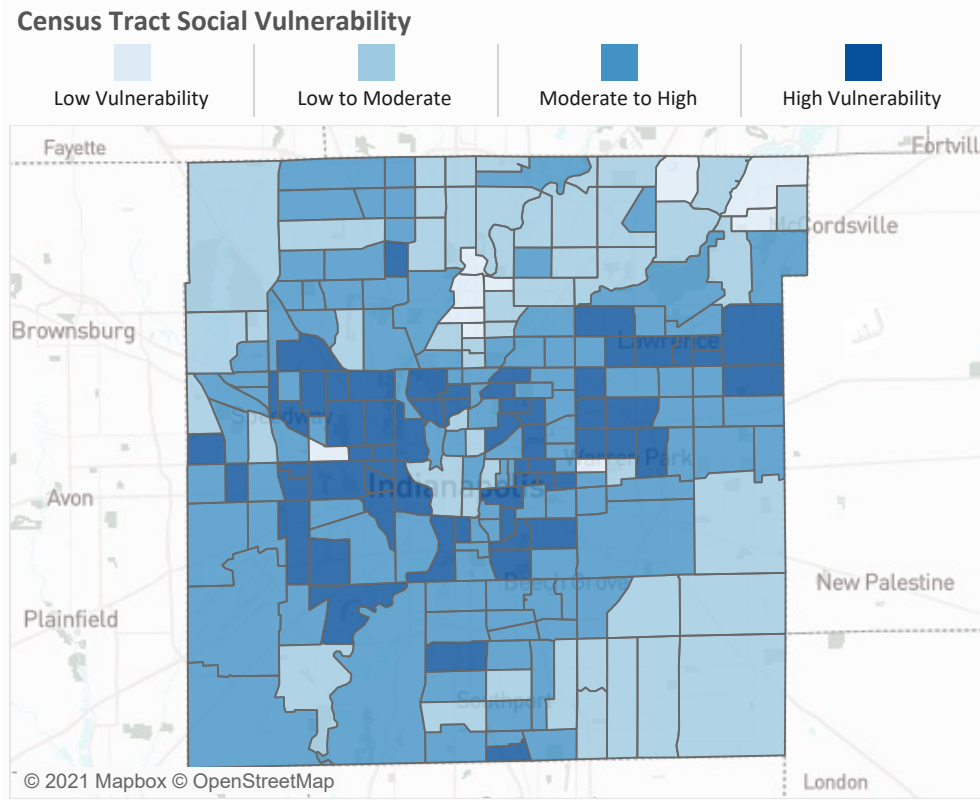 Census Tract Social Vulnerability
Low Vulnerability
Low to Moderate
Moderate to High
High Vulnerability
Fayette
Fortvill
McCordsville
Brownsburg
Lawrence
Speedway
Warren Park
Indianapolis
Avon
Beech Grove
New Palestine
Plainfield
Southport
© 2021 Mapbox © OpenStreetMap
London